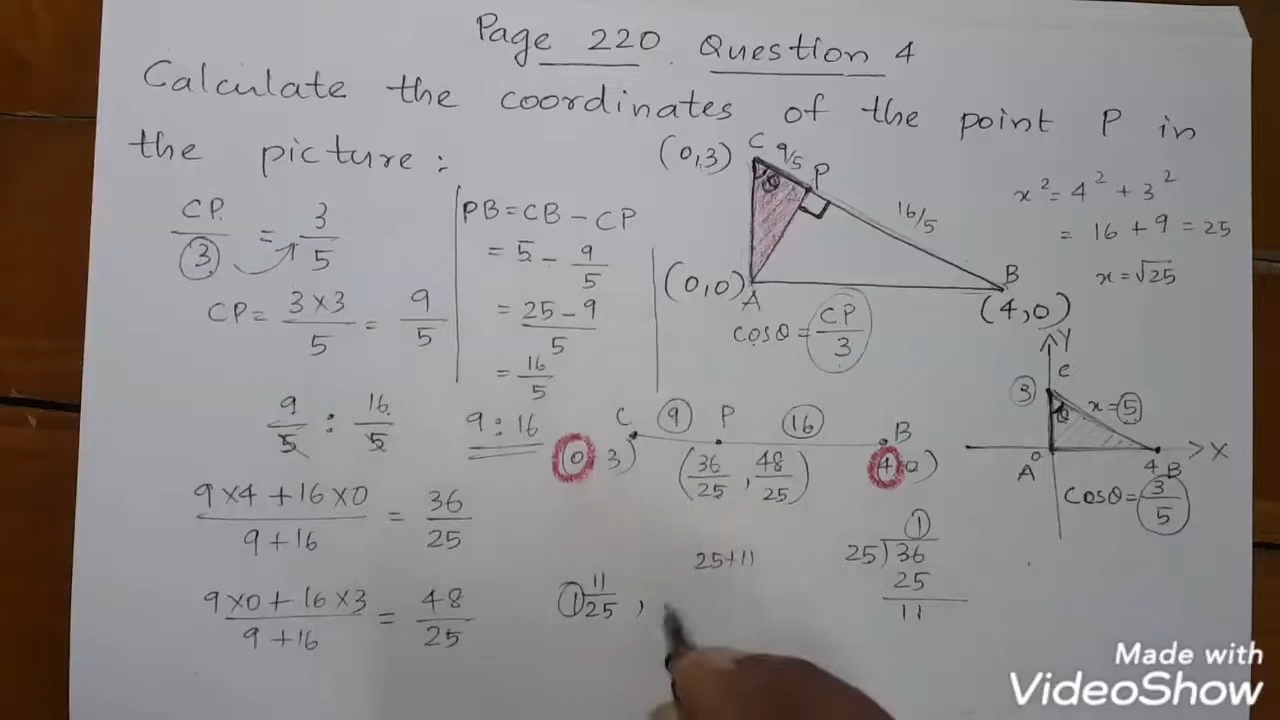 Page 220 Question 4
Calculate the coordinates of the point P in
the picture:
CP/3 = 3/5
CP = 3×3/5 = 9/5
PB = CB - CP
= 5 - 9/5
= 25-9/5
= 16/5
(0,3) C 9/5 P
θ
16/5
(0,0) A
B
(4,0)
cosθ = CP/3
x² = 4² + 3²
= 16 + 9 = 25
x = √25
Y
C
3
θ
x = 5
A 0 4 B X
Cosθ = 3/5
9/5 : 16/5
9 : 16
C 9 P 16 B
(0 3)
(36/25, 48/25)
(4,0)
9×4 + 16×0 / 9+16 = 36/25
9×0 + 16×3 / 9+16 = 48/25
1 11/25 ,
25+11
1
25)36
25
11
Made with
VideoShow